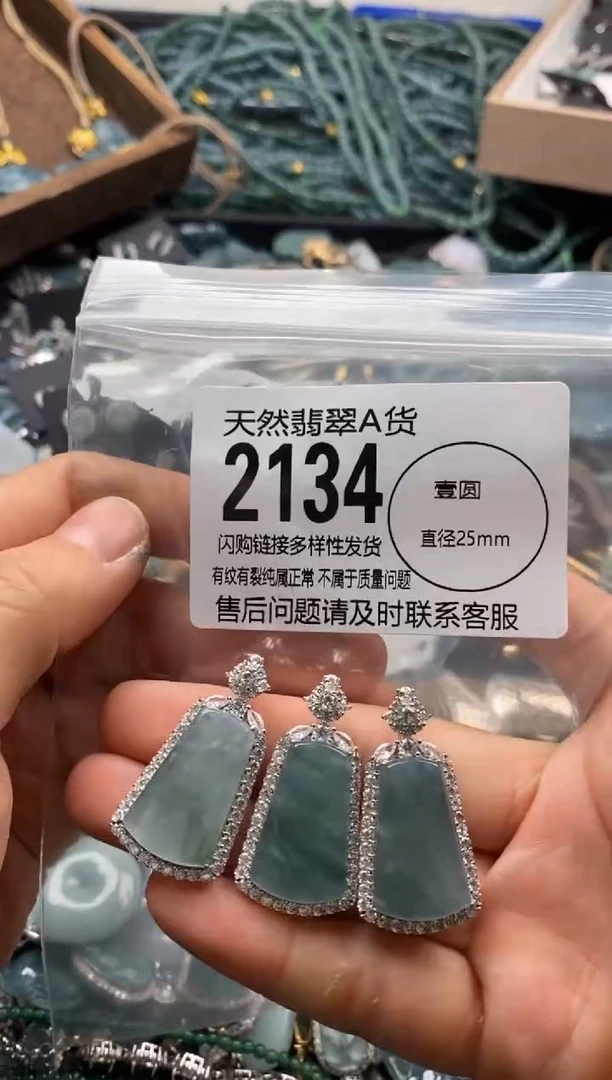 天然翡翠A货
2134
壹圆
直径25mm
闪购链接多样性发货
有纹有裂纯属正常 不属于质量问题
售后问题请及时联系客服